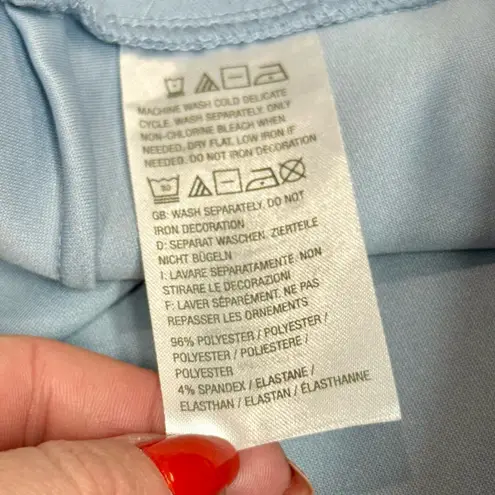 MACHINE WASH COLD DELICATE
CYCLE. WASH SEPARATELY. ONLY
NON-CHLORINE BLEACH WHEN
NEEDED. DRY FLAT. LOW IRON IF
NEEDED. DO NOT IRON DECORATION
30
GB: WASH SEPARATELY. DO NOT
IRON DECORATION
D: SEPARAT WASCHEN. ZIERTEILE
NICHT BÜGELN
I: LAVARE SEPARATAMENTE. NON
STIRARE LE DECORAZIONI
F: LAVER SÉPARÉMENT. NE PAS
REPASSER LES ORNEMENTS
96% POLYESTER / POLYESTER /
POLYESTER / POLIESTERE /
POLYESTER
4% SPANDEX / ELASTANE /
ELASTHAN / ELASTAN / ÉLASTHANNE